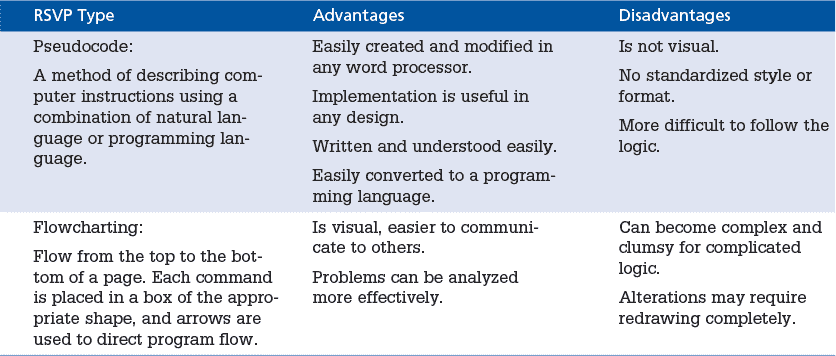 RSVP Type Advantages Disadvantages
Pseudocode:
A method of describing com-
puter instructions using a
combination of natural lan-
guage or programming lan-
guage.
Easily created and modified in
any word processor.
Implementation is useful in
any design.
Written and understood easily.
Easily converted to a program-
ming language.
Is not visual.
No standardized style or
format.
More difficult to follow the
logic.
Flowcharting:
Flow from the top to the bot-
tom of a page. Each command
is placed in a box of the appro-
priate shape, and arrows are
used to direct program flow.
Is visual, easier to communi-
cate to others.
Problems can be analyzed
more effectively.
Can become complex and
clumsy for complicated
logic.
Alterations may require
redrawing completely.